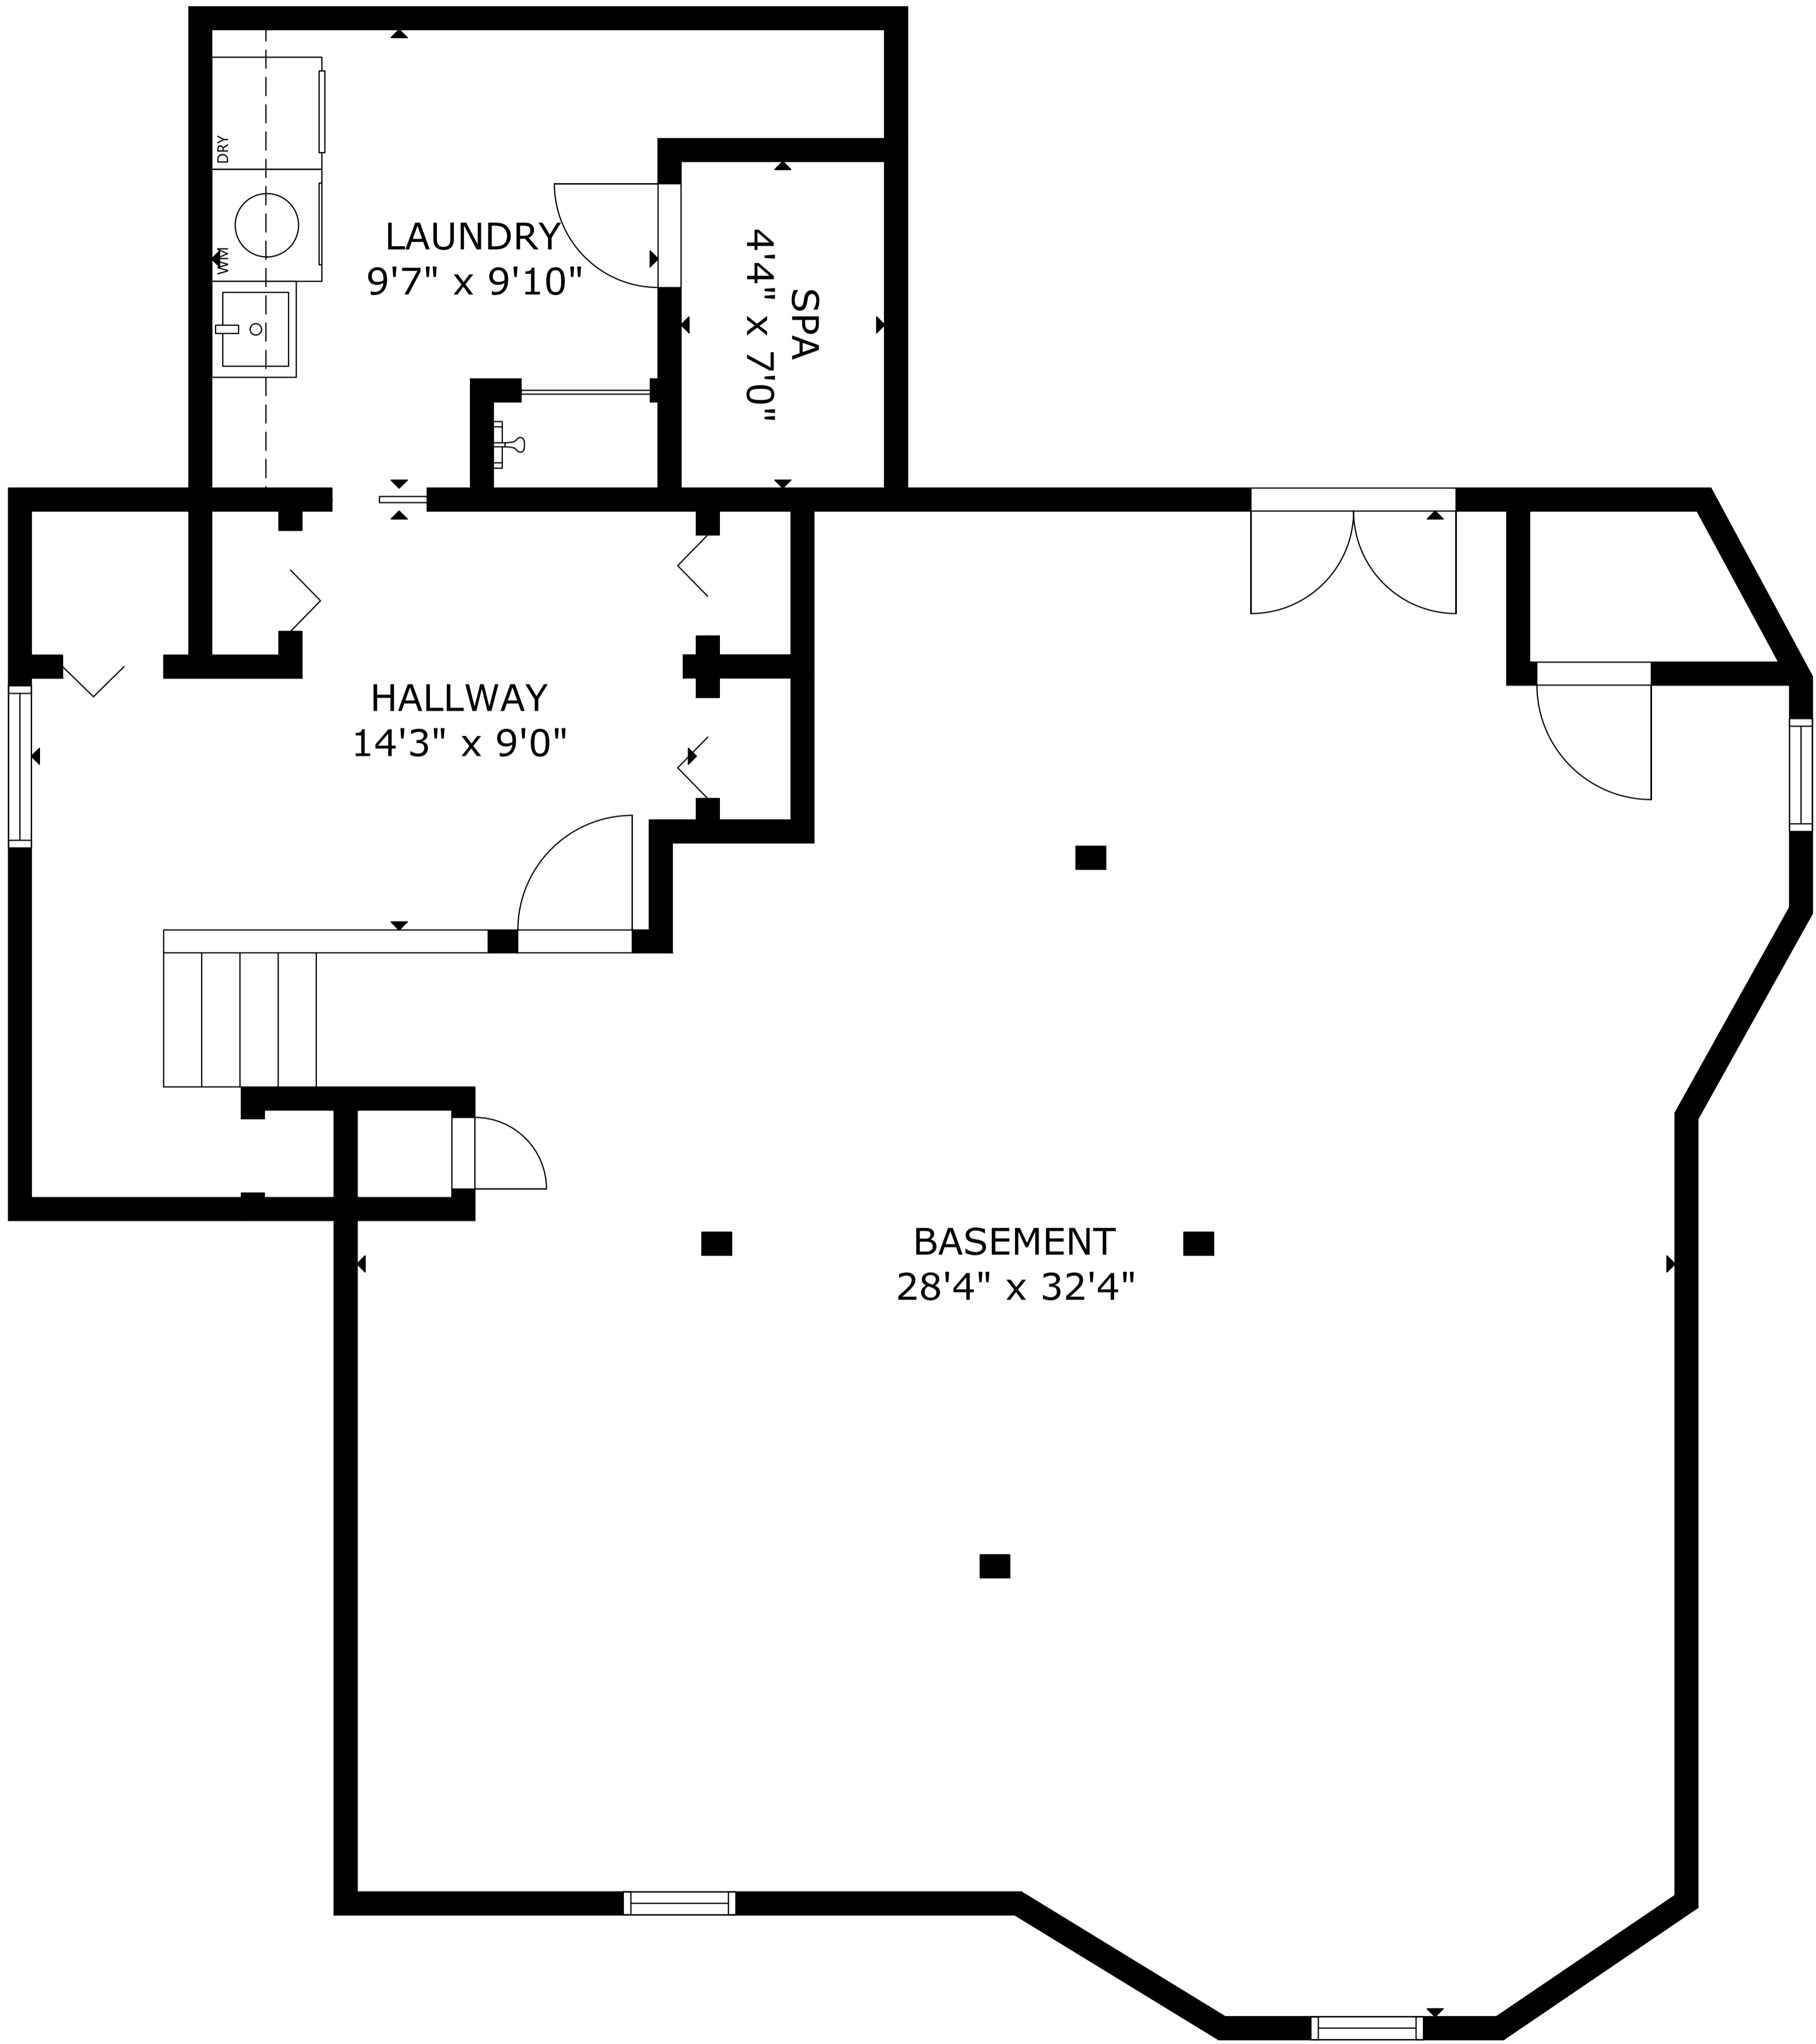 DRY
WM
LAUNDRY
9'7" x 9'10"
SPA
4'4" x 7'0"
HALLWAY
14'3" x 9'0"
BASEMENT
28'4" x 32'4"